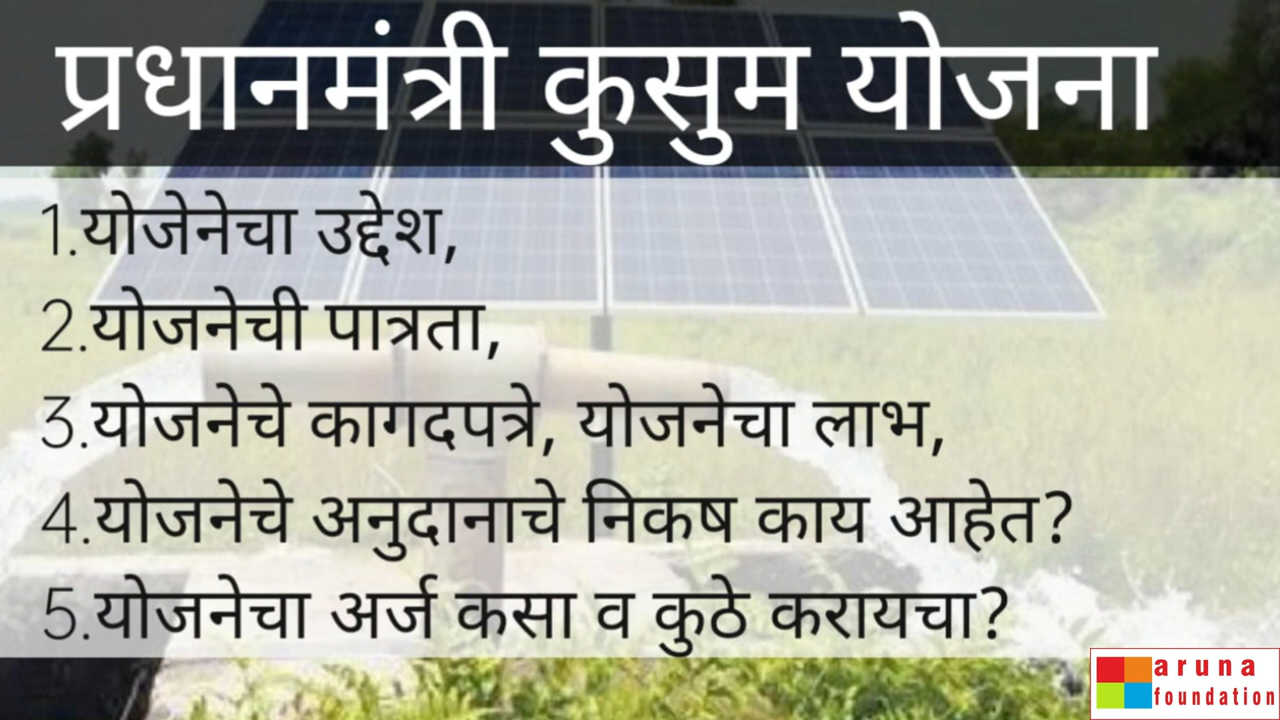 प्रधानमंत्री कुसुम योजना
1.योजेनेचा उद्देश,
2.योजनेची पात्रता,
3.योजनेचे कागदपत्रे, योजनेचा लाभ,
4.योजनेचे अनुदानाचे निकष काय आहेत?
5.योजनेचा अर्ज कसा व कुठे करायचा?
aruna
foundation